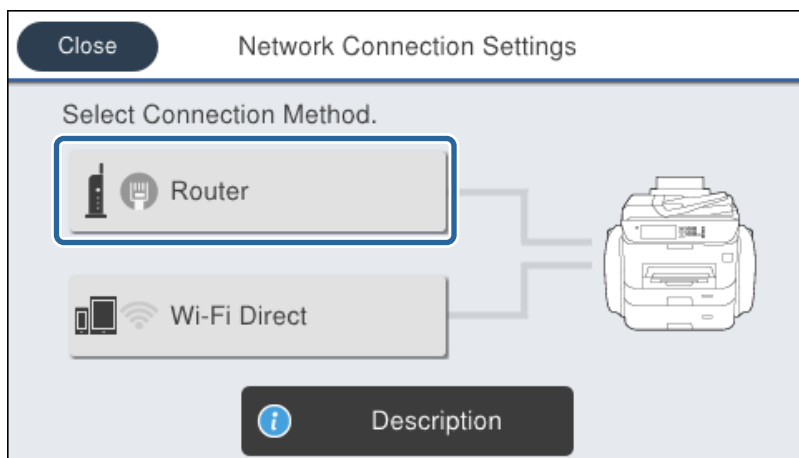 Close
Network Connection Settings
Select Connection Method.
Router
Wi-Fi Direct
i
Description